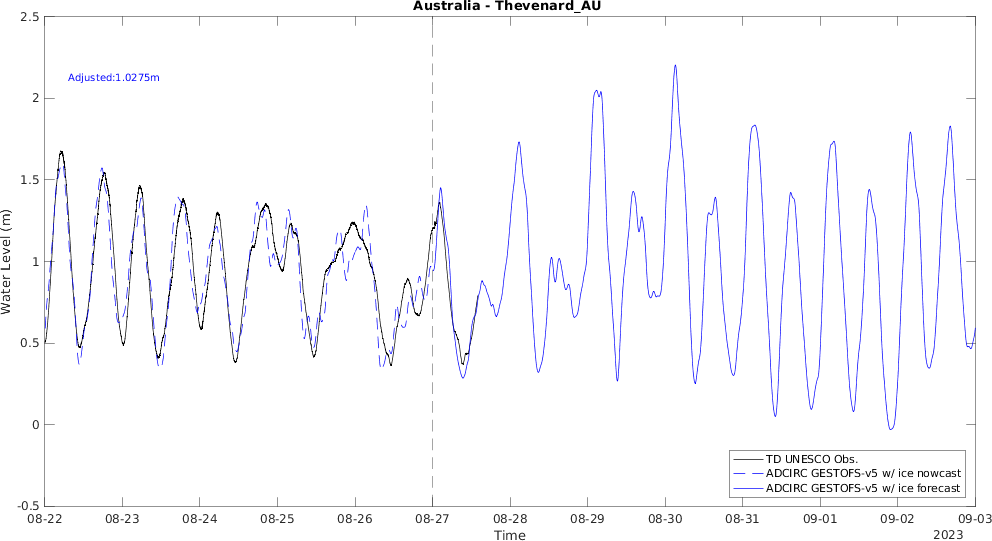 Australia - Thevenard_AU
2.5
2
1.5
1
0.5
0
-0.5
Water Level (m)
Adjusted:1.0275m
TD UNESCO Obs.
ADCIRC GESTOFS-v5 w/ ice nowcast
ADCIRC GESTOFS-v5 w/ ice forecast
08-22 08-23 08-24 08-25 08-26 08-27 08-28 08-29 08-30 08-31 09-01 09-02 09-03
Time
2023